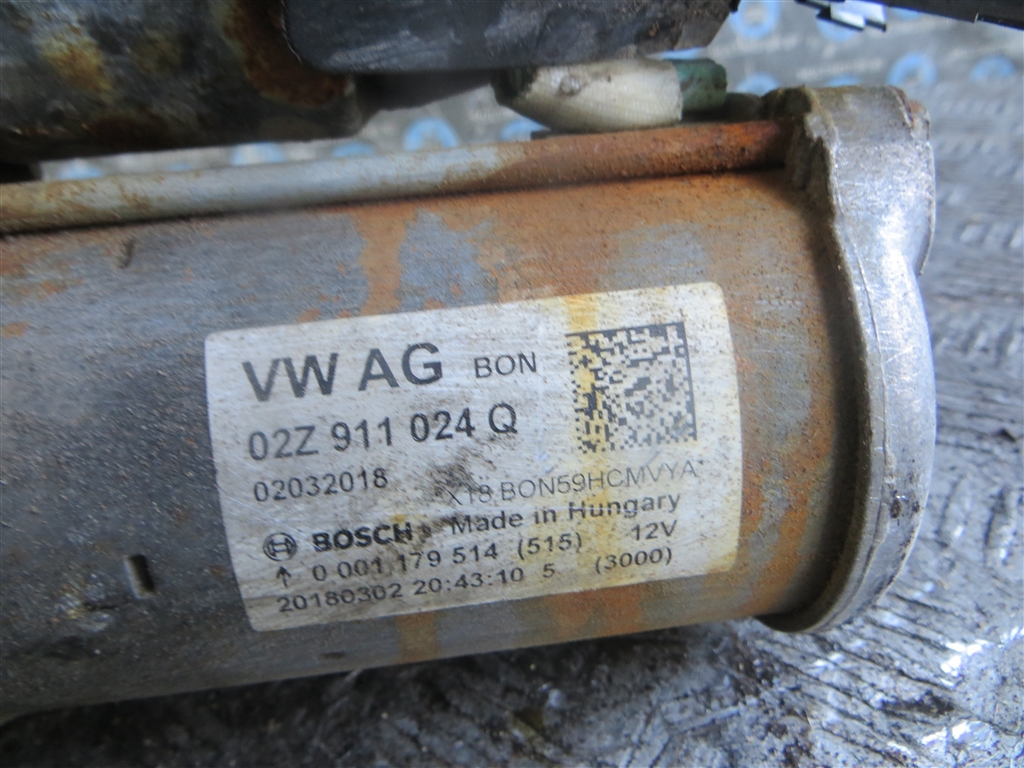 VW AG BON
02Z 911 024 Q
02032018
X18.BON59HCMVYA
BOSCH Made in Hungary
↑ 0 001 179 514 (515) 12V
20180302 20:43:10 5 (3000)